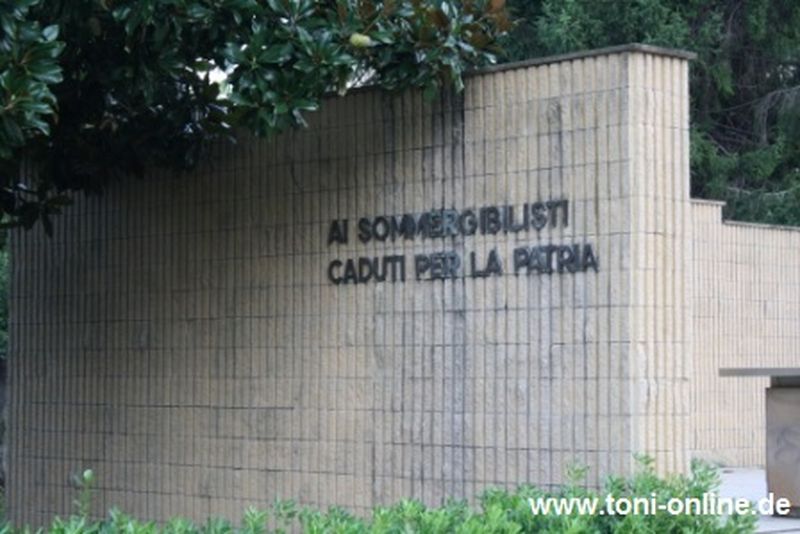 AI SOMMERGIBILISTI
CADUTI PER LA PATRIA
www.toni-online.de